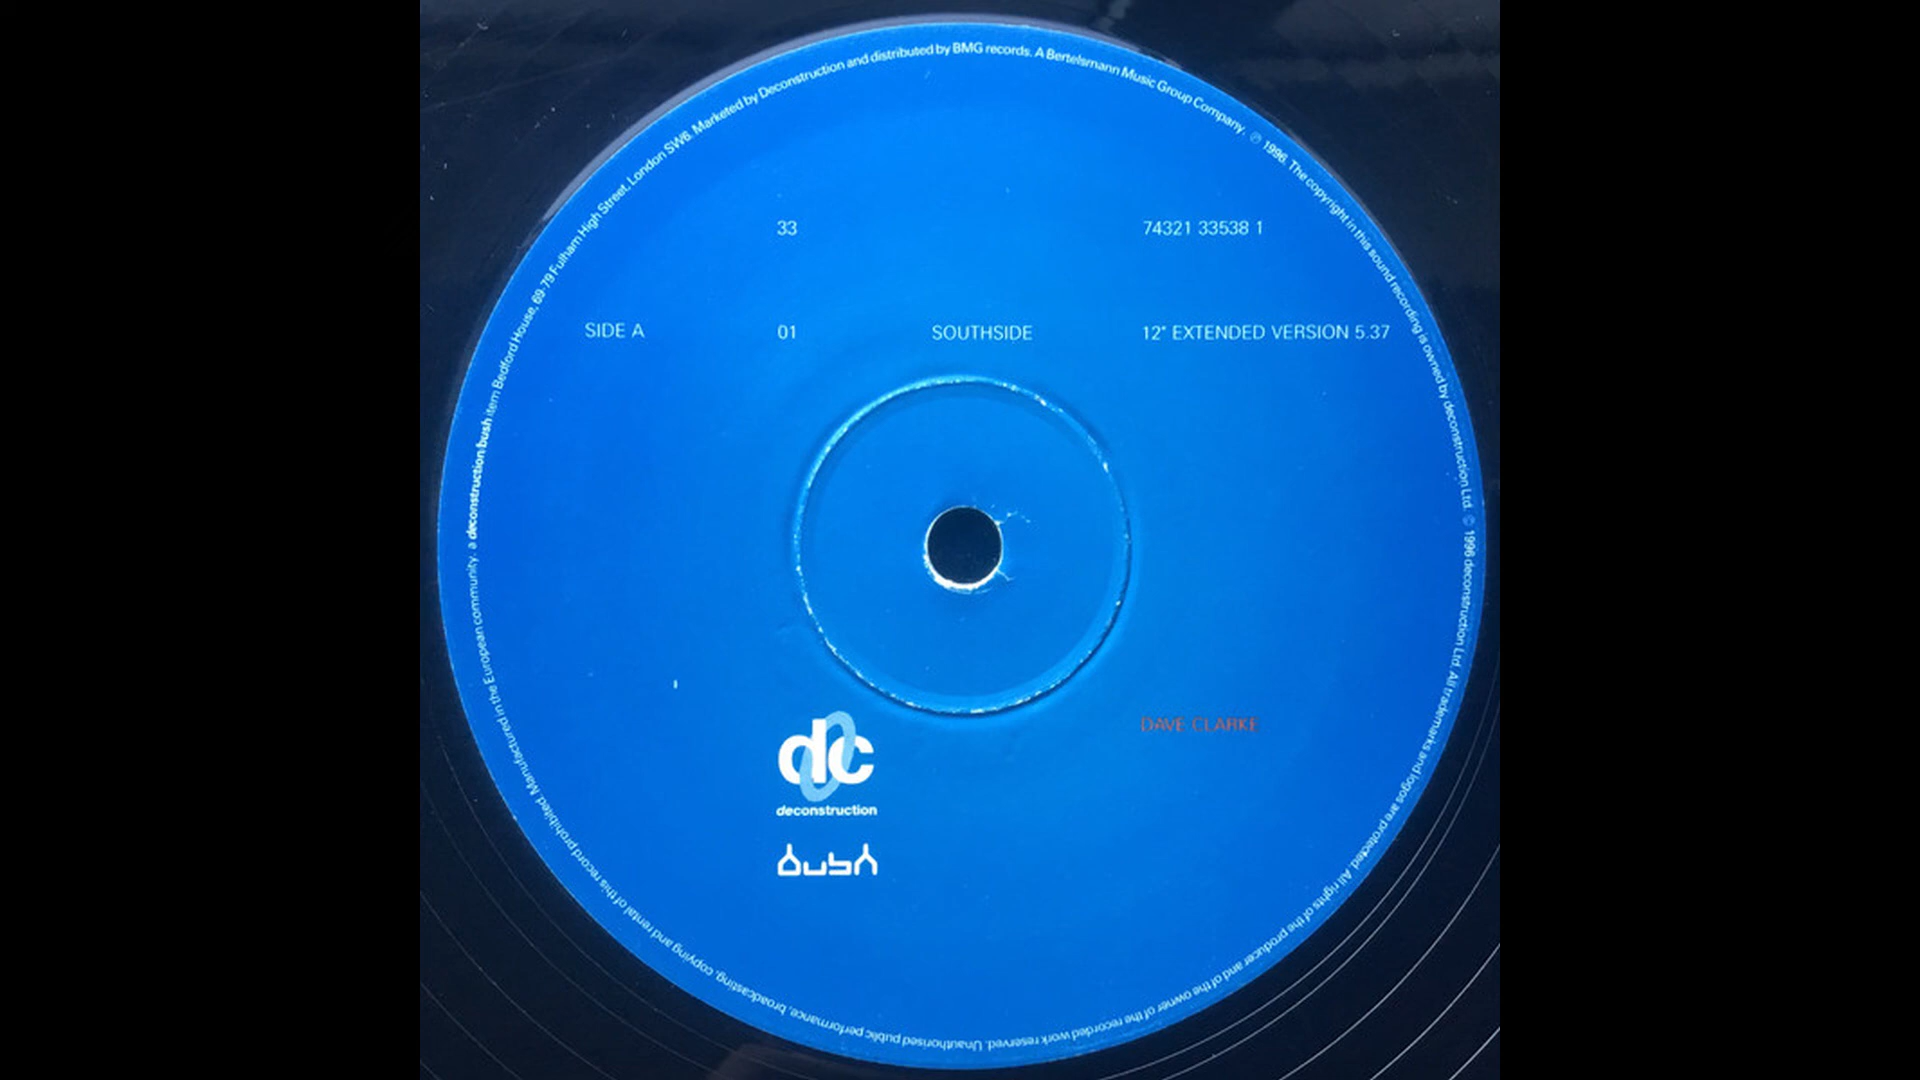 a deconstruction bush item Bedford House, 69-79 Fulham High Street, London SW6. Marketed by Deconstruction and distributed by BMG records. A Bertelsmann Music Group Company. ℗ 1996. The copyright in this sound recording is owned by deconstruction Ltd. © 1996 deconstruction Ltd. All trademarks and logos are protected. All rights of the producer and of the owner of the recorded work reserved. Unauthorised public performance, broadcasting, copying and rental of this record prohibited. Manufactured in the European community.
33 74321 33538 1
SIDE A 01 SOUTHSIDE 12" EXTENDED VERSION 5.37
DAVE CLARKE
dc
deconstruction
bush